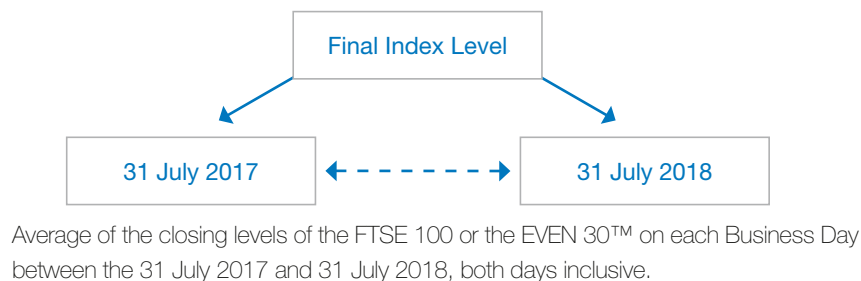 Final Index Level
31 July 2017
31 July 2018
Average of the closing levels of the FTSE 100 or the EVEN 30™ on each Business Day
between the 31 July 2017 and 31 July 2018, both days inclusive.